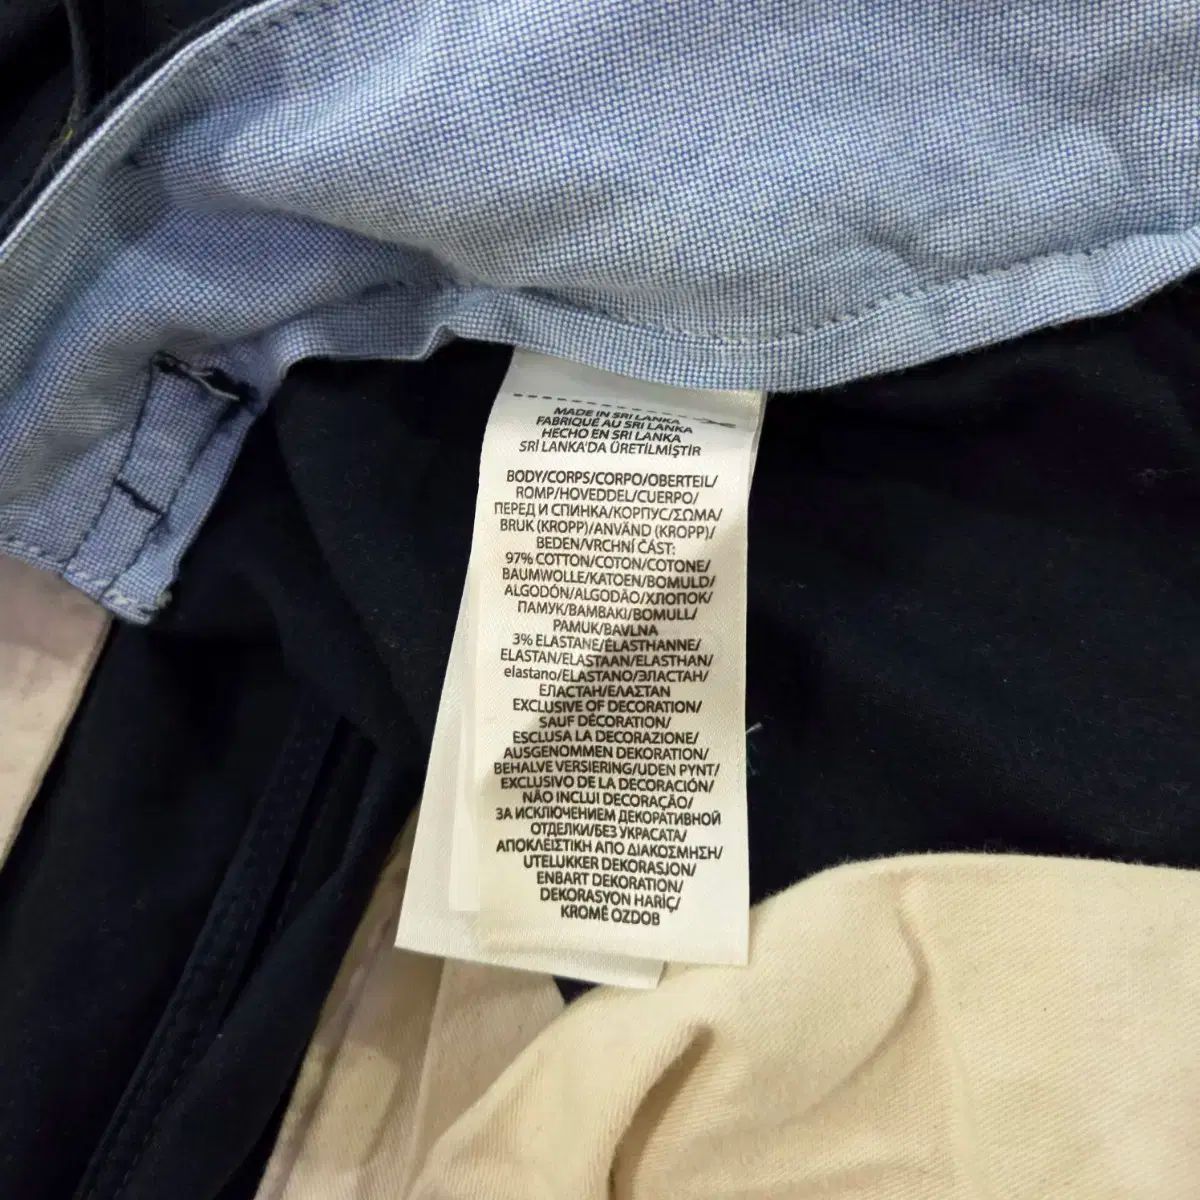 MADE IN SRI LANKA
FABRIQUÉ AU SRI LANKA
HECHO EN SRI LANKA
SRİ LANKA'DA ÜRETİLMİŞTİR
BODY/CORPS/CORPO/OBERTEIL/
ROMP/HOVEDDEL/CUERPO/
ПЕРЕД И СПИНКА/КОРПУС/ΣΩΜΑ/
BRUK (KROPP)/ANVÄND (KROPP)/
BEDEN/VRCHNÍ ČÁST:
97% COTTON/COTON/COTONE/
BAUMWOLLE/KATOEN/BOMULD/
ALGODÓN/ALGODÃO/ХЛОПОК/
ПАМУК/ΒΑΜΒΑΚΙ/BOMULL/
PAMUK/BAVLNA
3% ELASTANE/ÉLASTHANNE/
ELASTAN/ELASTAAN/ELASTHAN/
elastano/ELASTANO/ЭЛАСТАН/
ЕЛАСТАН/ΕΛΑΣΤΑΝ
EXCLUSIVE OF DECORATION/
SAUF DÉCORATION/
ESCLUSA LA DECORAZIONE/
AUSGENOMMEN DEKORATION/
BEHALVE VERSIERING/UDEN PYNT/
EXCLUSIVO DE LA DECORACIÓN/
NÃO INCLUI DECORAÇÃO/
ЗА ИСКЛЮЧЕНИЕМ ДЕКОРАТИВНОЙ
ОТДЕЛКИ/БЕЗ УКРАСАТА/
ΑΠΟΚΛΕΙΣΤΙΚΗ ΑΠΟ ΔΙΑΚΟΣΜΗΣΗ/
UTELUKKER DEKORASJON/
ENBART DEKORATION/
DEKORASYON HARİÇ/
KROMĚ OZDOB